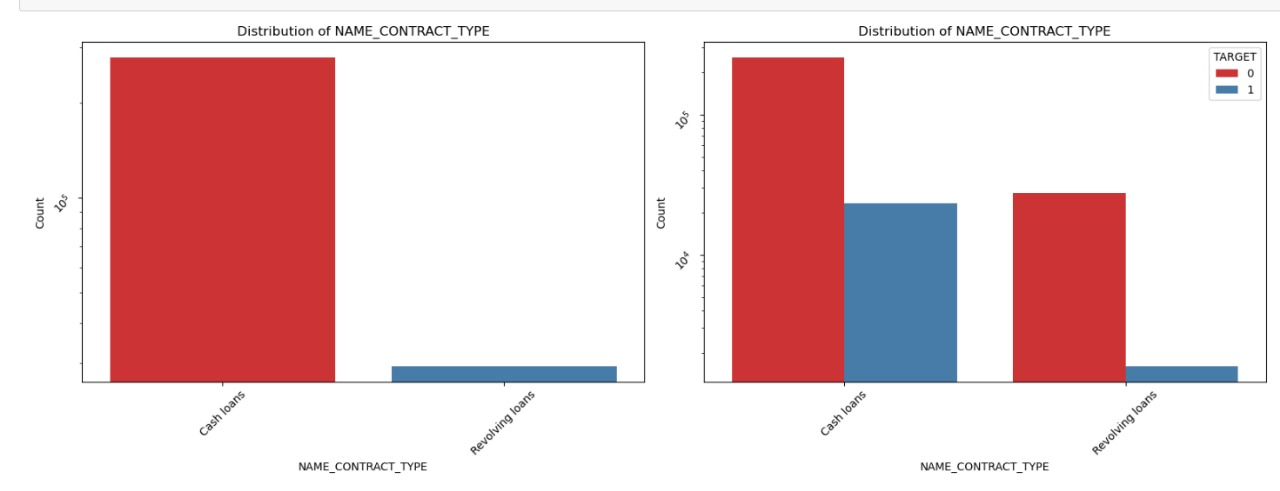 Distribution of NAME_CONTRACT_TYPE
Count
10⁵
Cash loans
Revolving loans
NAME_CONTRACT_TYPE
Distribution of NAME_CONTRACT_TYPE
TARGET
0
1
Count
10⁵
10⁴
Cash loans
Revolving loans
NAME_CONTRACT_TYPE